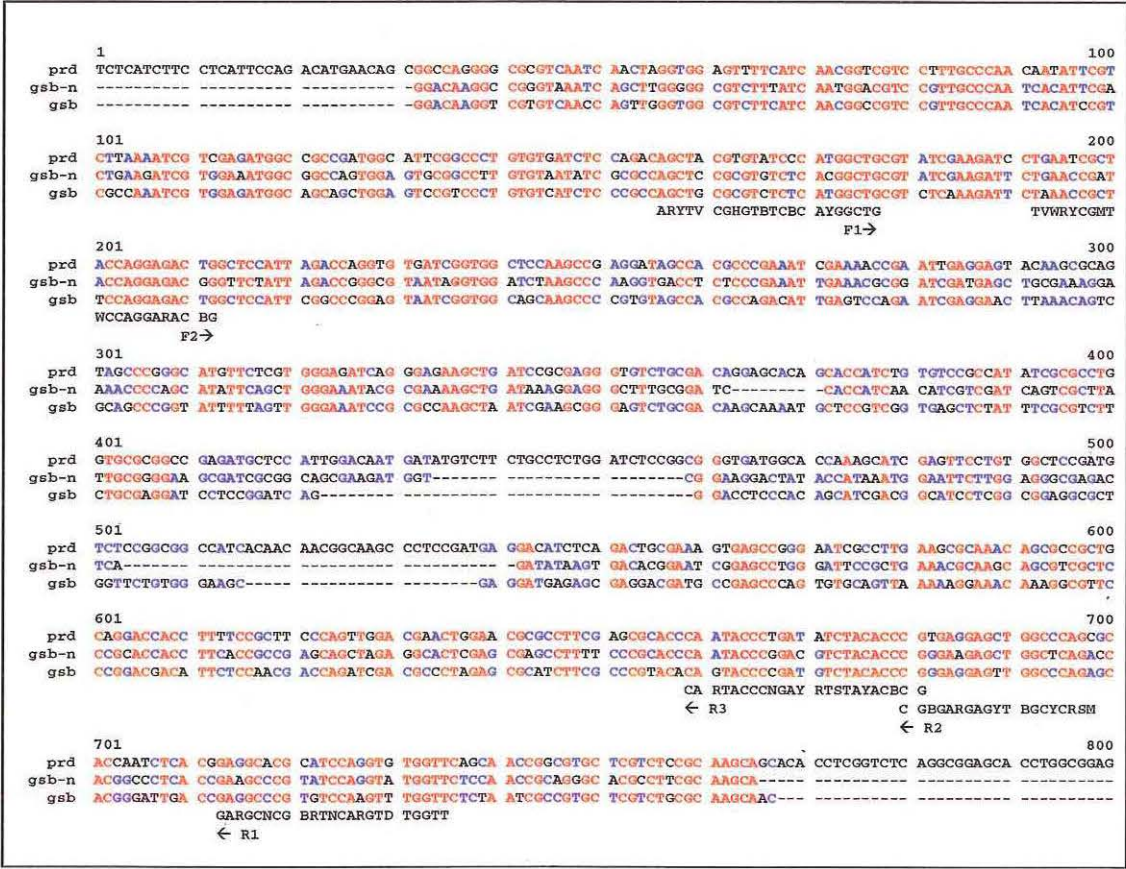 1 100
prd TCTCATCTTC CTCATTCCAG ACATGAACAG CGGCCAGGGG CGCGTCAATC AACTAGGTGG AGTTTTCATC AACGGTCGTC CTTTGCCCAA CAATATTCGT
gsb-n ---------- ---------- ---------- -GGACAAGGC CGGGTAAATC AGCTTGGGGG CGTCTTTATC AATGGACGTC CGTTGCCCAA TCACATTCGA
gsb ---------- ---------- ---------- -GGACAAGGT CGTGTCAACC AGTTGGGTGG CGTCTTCATC AACGGCCGTC CGTTGCCCAA TCACATCCGT
101 200
prd CTTAAAATCG TCGAGATGGC CGCCGATGGC ATTCGGCCCT GTGTGATCTC CAGACAGCTA CGTGTATCCC ATGGCTGCGT ATCGAAGATC CTGAATCGCT
gsb-n CTGAAGATCG TGGAAATGGC GGCCAGTGGA GTGCGGCCTT GTGTAATATC GCGCCAGCTC CGCGTGTCTC ACGGCTGCGT ATCGAAGATT CTGAACCGAT
gsb CGCCAAATCG TGGAGATGGC AGCAGCTGGA GTCCGTCCCT GTGTCATCTC CCGCCAGCTG CGCGTCTCTC ATGGCTGCGT CTCAAAGATT CTAAACCGCT
ARYTV CGHGTBTCBC AYGGCTG TVWRYCGMT
F1→
201 300
prd ACCAGGAGAC TGGCTCCATT AGACCAGGTG TGATCGGTGG CTCCAAGCCG AGGATAGCCA CGCCCGAAAT CGAAAACCGA ATTGAGGAGT ACAAGCGCAG
gsb-n ACCAGGAGAC GGGTTCTATT AGACCGGGCG TAATAGGTGG ATCTAAGCCC AAGGTGACCT CTCCCGAAAT TGAAACGCGG ATCGATGAGC TGCGAAAGGA
gsb TCCAGGAGAC TGGCTCCATT CGGCCCGGAG TAATCGGTGG CAGCAAGCCC CGTGTAGCCA CGCCAGACAT TGAGTCCAGA ATCGAGGAAC TTAAACAGTC
WCCAGGARAC BG
F2→
301 400
prd TAGCCCGGGC ATGTTCTCGT GGGAGATCAG GGAGAAGCTG ATCCGCGAGG GTGTCTGCGA CAGGAGCACA GCACCATCTG TGTCCGCCAT ATCGCGCCTG
gsb-n AAACCCCAGC ATATTCAGCT GGGAAATACG CGAAAAGCTG ATAAAGGAGG GCTTTGCGGA TC-------- -CACCATCAA CATCGTCGAT CAGTCGCTTA
gsb GCAGCCCGGT ATTTTTAGTT GGGAAATCCG CGCCAAGCTA ATCGAAGCGG GAGTCTGCGA CAAGCAAAAT GCTCCGTCGG TGAGCTCTAT TTCGCGTCTT
401 500
prd GTGCGCGGCC GAGATGCTCC ATTGGACAAT GATATGTCTT CTGCCTCTGG ATCTCCGGCG GGTGATGGCA CCAAAGCATC GAGTTCCTGT GGCTCCGATG
gsb-n TTGCGGGGAA GCGATCGCGG CAGCGAAGAT GGT------- ---------- --------CGG GGAAGGACTAT ACCATAAATG GAATTCTTGG AGGGCGAGAC
gsb CTGCGAGGAT CCTCCGGATC AG-------- ---------- ---------- ---------G GGACCTCCCAC AGCATCGACG GCATCCTCGG CGGAGGCGCT
501 600
prd TCTCCGGCGG CCATCACAAC AACGGCAAGC CCTCCGATGA GGACATCTCA GACTGCGAAA GTGAGCCGGG AATCGCCTTG AAGCGCAAAC AGCGCCGCTG
gsb-n TCA------- ---------- ---------- ---------- -GATATAAGT GACACGGAAT CGGAGCCTGG GATTCCGCTG AAACGCAAGC AGCGTCGCTC
gsb GGTTCTGTGG GAAGC----- ---------- --------GA GGATGAGAGC GAGGACGATG CCGAGCCCAG TGTGCAGTTA AAAAGGAAAC AAAGGCGTTC
601 700
prd CAGGACCACC TTTTCCGCTT CCCAGTTGGA CGAACTGGAA CGCGCCTTCG AGCGCACCCA ATACCCTGAT ATCTACACCC GTGAGGAGCT GGCCCAGCGC
gsb-n CCGCACCACC TTCACCGCCG AGCAGCTAGA GGCACTCGAG CGAGCCTTTT CCCGCACCCA ATACCCGGAC GTCTACACCC GGGAAGAGCT GGCTCAGACC
gsb CCGGACGACA TTCTCCAACG ACCAGATCGA CGCCCTAGAG CGCATCTTCG CCCGTACACA GTACCCCGAT GTCTACACCC GGGAGGAGTT GGCCCAGAGC
CA RTACCCNGAY RTSTAYACBC G
← R3 C GBGARGAGYT BGCYCRSM
← R2
701 800
prd ACCAATCTCA CGGAGGCACG CATCCAGGTG TGGTTCAGCA ACCGGCGTGC TCGTCTCCGC AAGCAGCACA CCTCGGTCTC AGGCGGAGCA CCTGGCGGAG
gsb-n ACGGCCCTCA CCGAAGCCCG TATCCAGGTA TGGTTCTCCA ACCGCAGGGC ACGCCTTCGC AAGCA----- ---------- ---------- ----------
gsb ACGGGATTGA CCGAGGCCCG TGTCCAAGTT TGGTTCTCTA ATCGCCGTGC TCGTCTGCGC AAGCAAC--- ---------- ---------- ----------
GARGCNCG BRTNCARGTD TGGTT
← R1